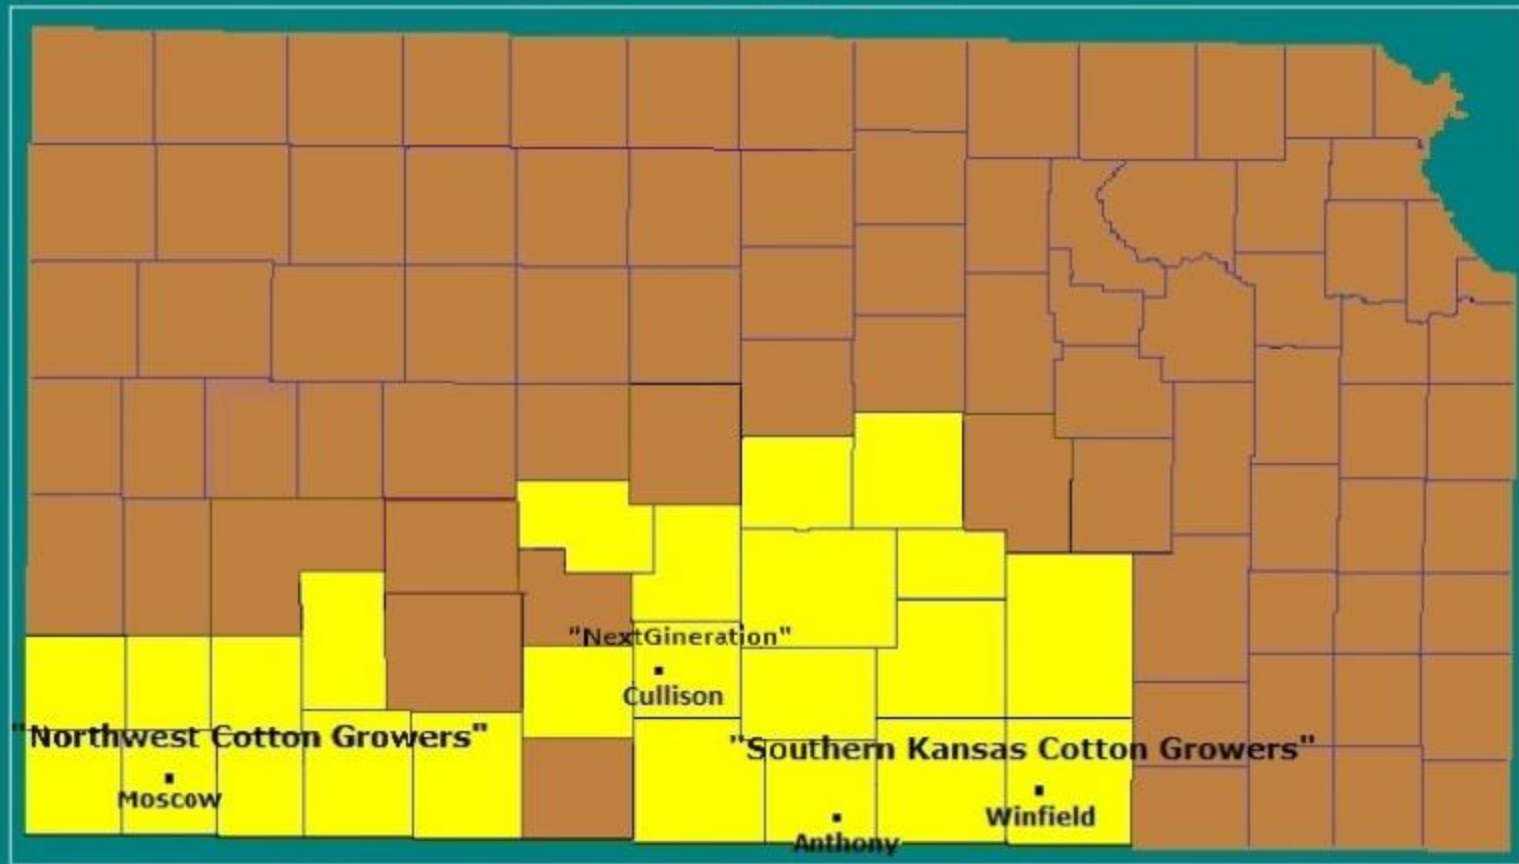 "NextGineration"
Cullison
"Northwest Cotton Growers"
"Southern Kansas Cotton Growers"
Moscow
Winfield
Anthony